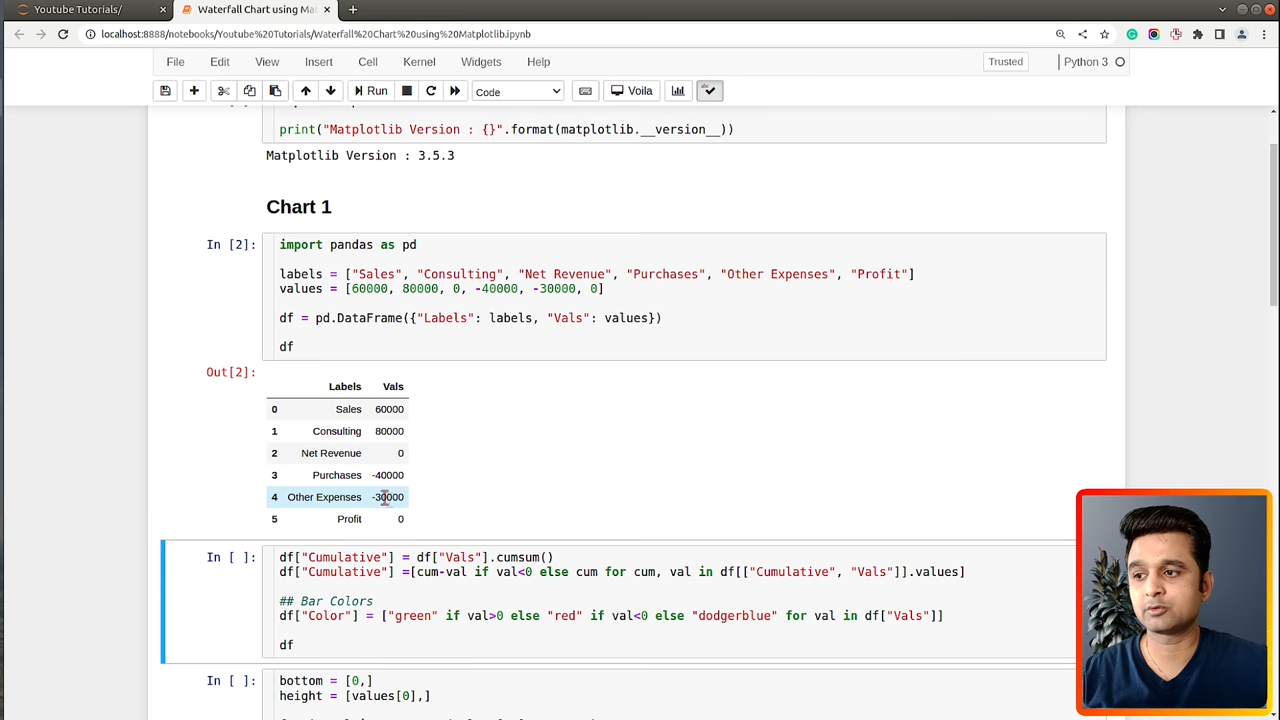 Youtube Tutorials/
Waterfall Chart using Mat
localhost:8888/notebooks/Youtube%20Tutorials/Waterfall%20Chart%20using%20Matplotlib.ipynb
File Edit View Insert Cell Kernel Widgets Help
Trusted
Python 3
Run
Code
Voila
print("Matplotlib Version : {}".format(matplotlib.__version__))
Matplotlib Version : 3.5.3
Chart 1
In [2]:
import pandas as pd
labels = ["Sales", "Consulting", "Net Revenue", "Purchases", "Other Expenses", "Profit"]
values = [60000, 80000, 0, -40000, -30000, 0]
df = pd.DataFrame({"Labels": labels, "Vals": values})
df
Out[2]:
Labels Vals
0 Sales 60000
1 Consulting 80000
2 Net Revenue 0
3 Purchases -40000
4 Other Expenses -30000
5 Profit 0
In [ ]:
df["Cumulative"] = df["Vals"].cumsum()
df["Cumulative"] =[cum-val if val<0 else cum for cum, val in df[["Cumulative", "Vals"]].values]
## Bar Colors
df["Color"] = ["green" if val>0 else "red" if val<0 else "dodgerblue" for val in df["Vals"]]
df
In [ ]:
bottom = [0,]
height = [values[0],]